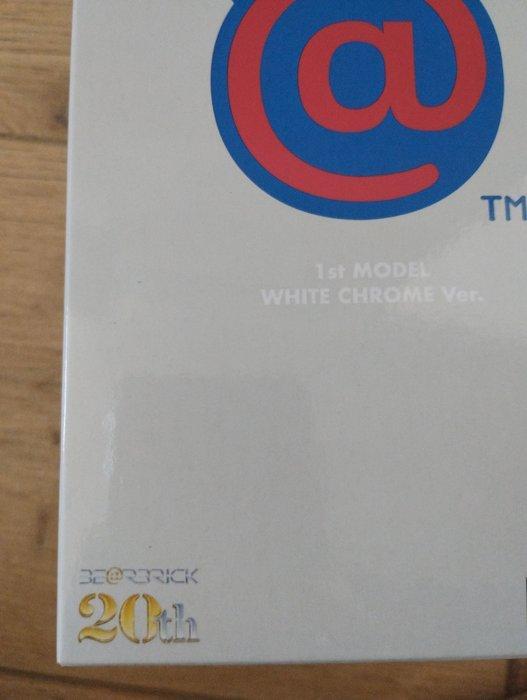 @
TM
1st MODEL
WHITE CHROME Ver.
BE@RBRICK
20th